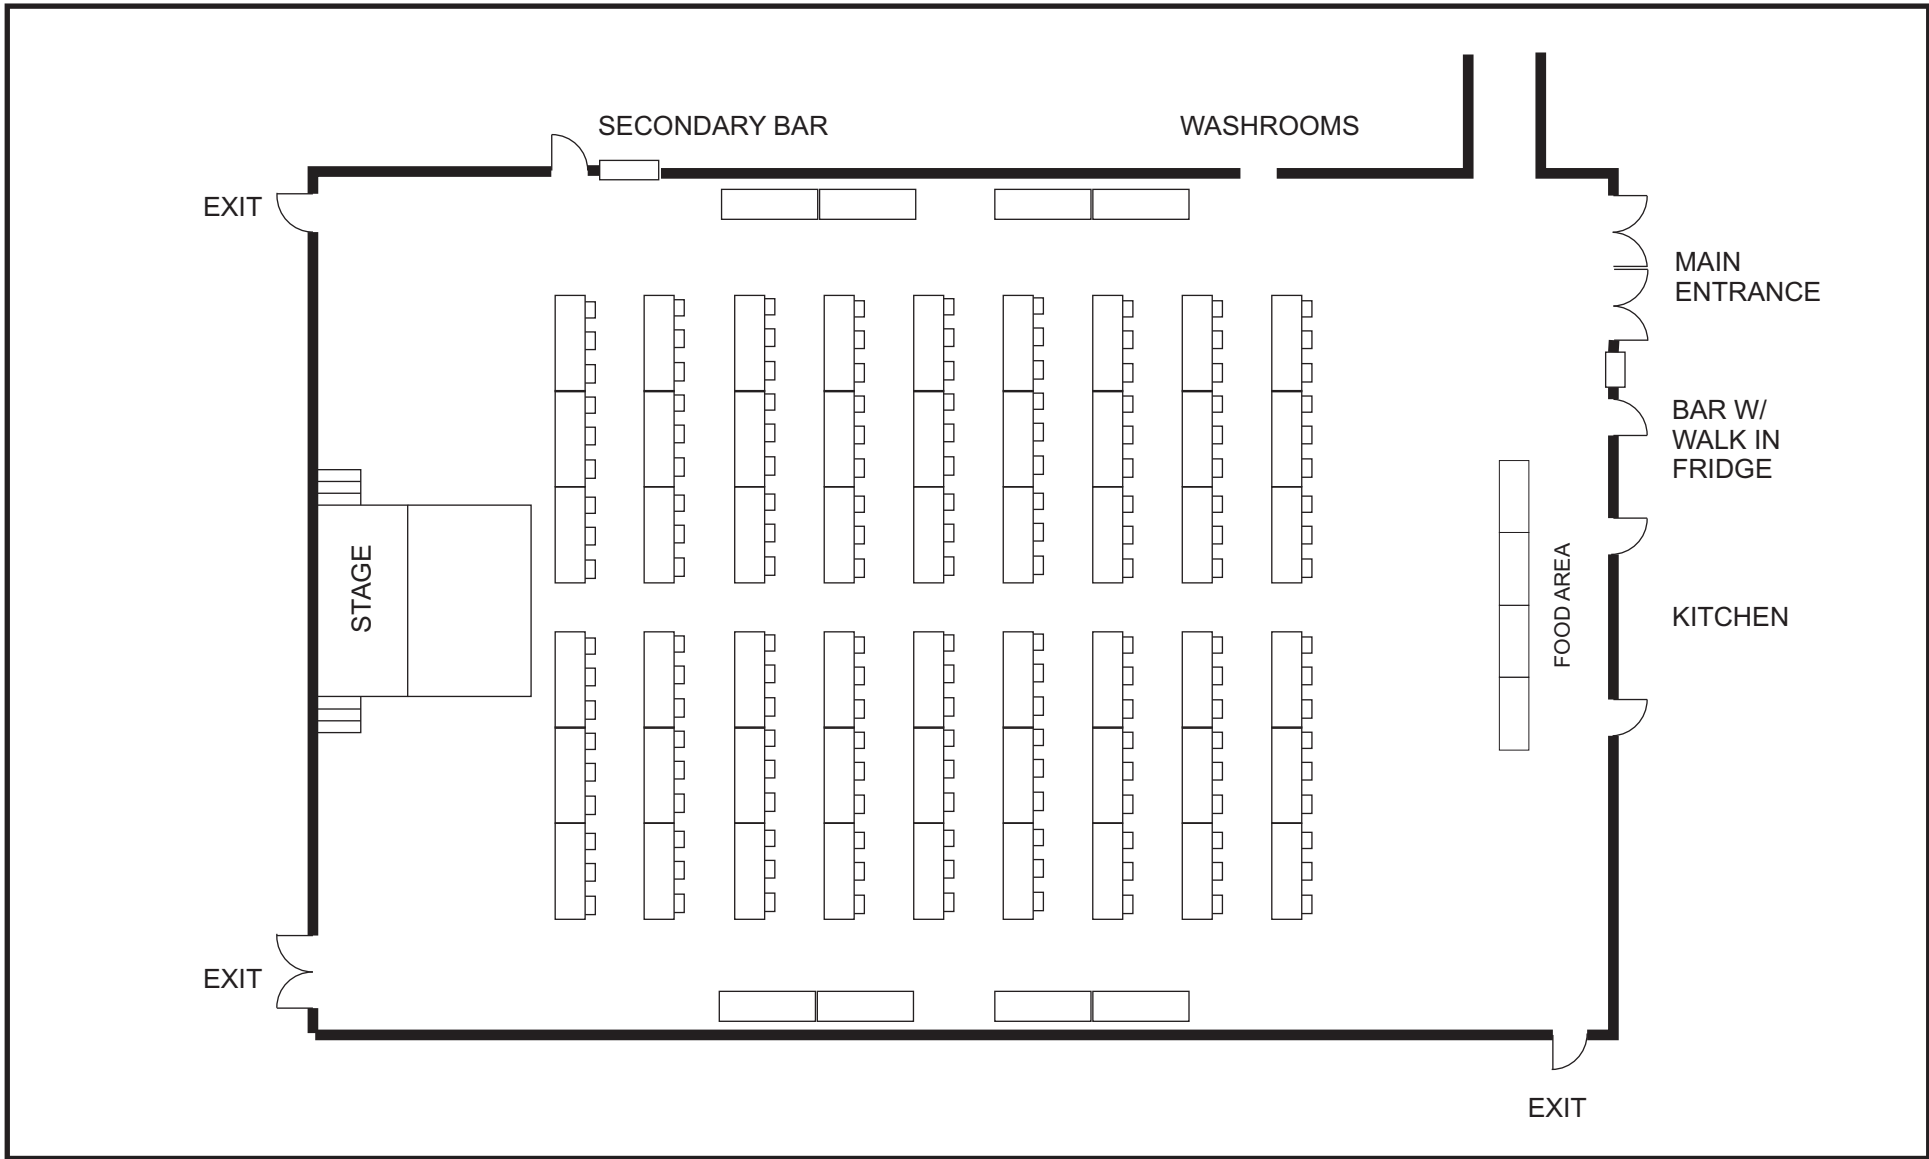 SECONDARY BAR
WASHROOMS
EXIT
MAIN
ENTRANCE
BAR W/
WALK IN
FRIDGE
STAGE
FOOD AREA
KITCHEN
EXIT
EXIT